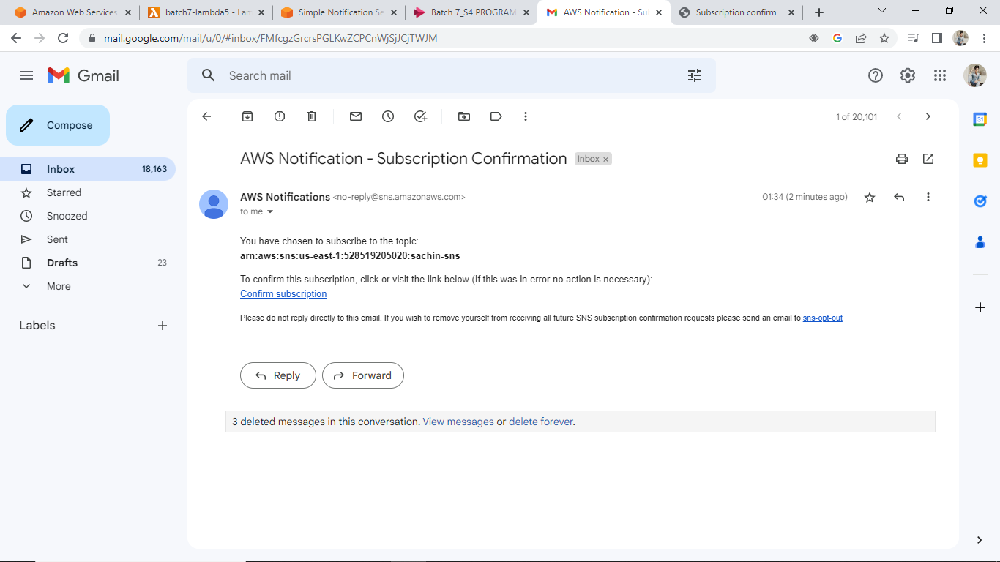 Amazon Web Services
batch7-lambda5 - Lam
Simple Notification Se
Batch 7_S4 PROGRAM
AWS Notification - Su
Subscription confirm
mail.google.com/mail/u/0/#inbox/FMfcgzGrcrsPGLKwZCPCnWjSjJCjTWJM
Gmail
Search mail
Compose
1 of 20,101
31
AWS Notification - Subscription Confirmation
Inbox ×
Inbox 18,163
Starred
Snoozed
Sent
Drafts 23
More
Labels
AWS Notifications <no-reply@sns.amazonaws.com>
01:34 (2 minutes ago)
to me
You have chosen to subscribe to the topic:
arn:aws:sns:us-east-1:528519205020:sachin-sns
To confirm this subscription, click or visit the link below (If this was in error no action is necessary):
Confirm subscription
Please do not reply directly to this email. If you wish to remove yourself from receiving all future SNS subscription confirmation requests please send an email to sns-opt-out
Reply
Forward
3 deleted messages in this conversation. View messages or delete forever.